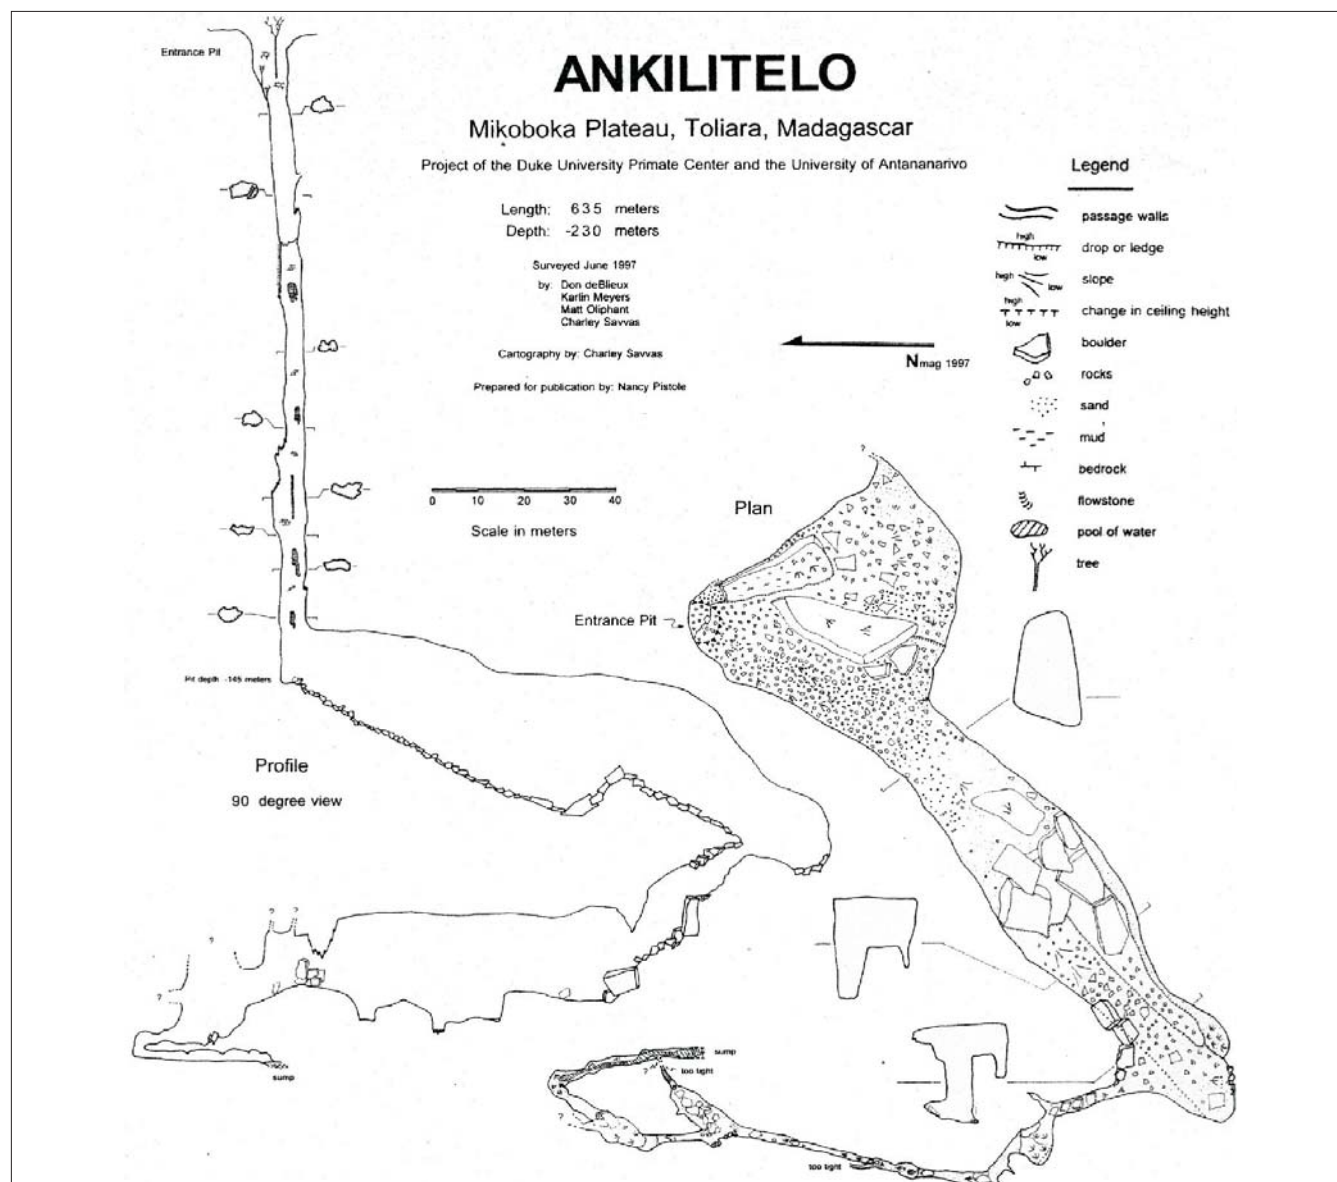 Entrance Pit
ANKILITELO
Mikoboka Plateau, Toliara, Madagascar
Project of the Duke University Primate Center and the University of Antananarivo
Length: 635 meters
Depth: -230 meters
Surveyed June 1997
by: Don deBlieux
Karlin Meyers
Matt Oliphant
Charley Savvas
Cartography by: Charley Savvas
Prepared for publication by: Nancy Pistole
Nmag 1997
0 10 20 30 40
Scale in meters
Legend
passage walls
high
low
drop or ledge
high
low
slope
high
low
change in ceiling height
boulder
rocks
sand
mud
bedrock
flowstone
pool of water
tree
Plan
?
Entrance Pit
Pit depth -145 meters
Profile
90 degree view
?
?
?
?
sump
sump
?
too tight
?
too tight